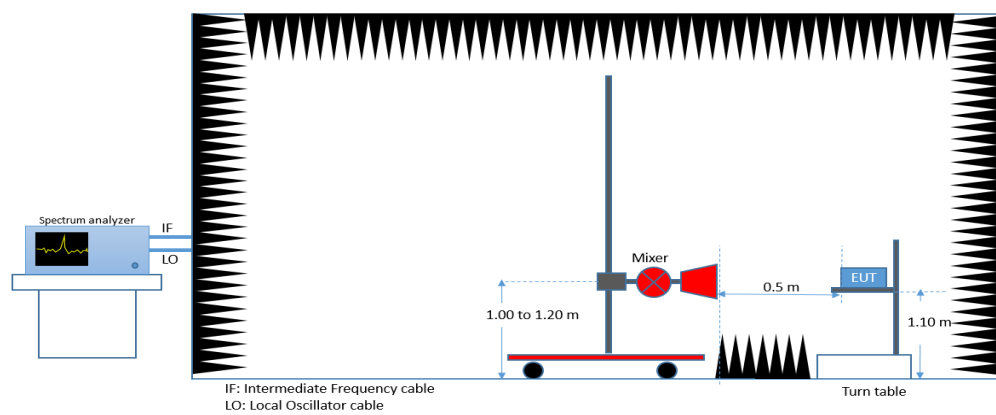 Spectrum analyzer
IF
LO
Mixer
EUT
0.5 m
1.00 to 1.20 m
1.10 m
IF: Intermediate Frequency cable
LO: Local Oscillator cable
Turn table